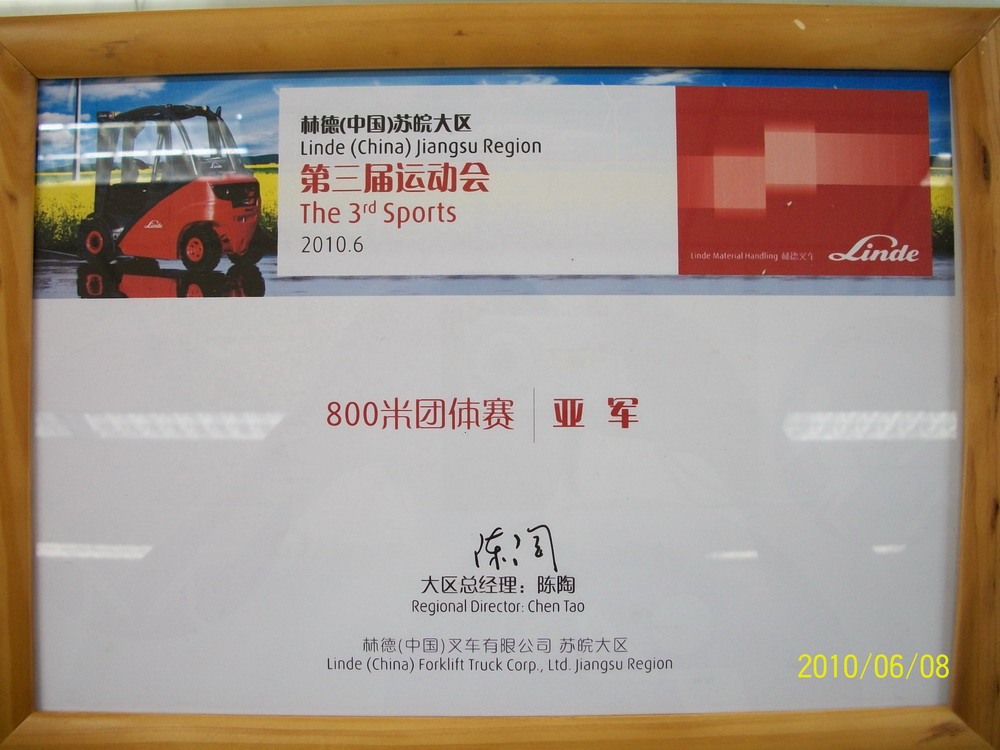 林德(中国)苏皖大区
Linde (China) Jiangsu Region
第三届运动会
The 3rd Sports
2010.6
Linde Material Handling 林德叉车
Linde
Linde
800米团体赛 | 亚 军
大区总经理：陈陶
Regional Director: Chen Tao
林德(中国)叉车有限公司 苏皖大区
Linde (China) Forklift Truck Corp., Ltd. Jiangsu Region
2010/06/08